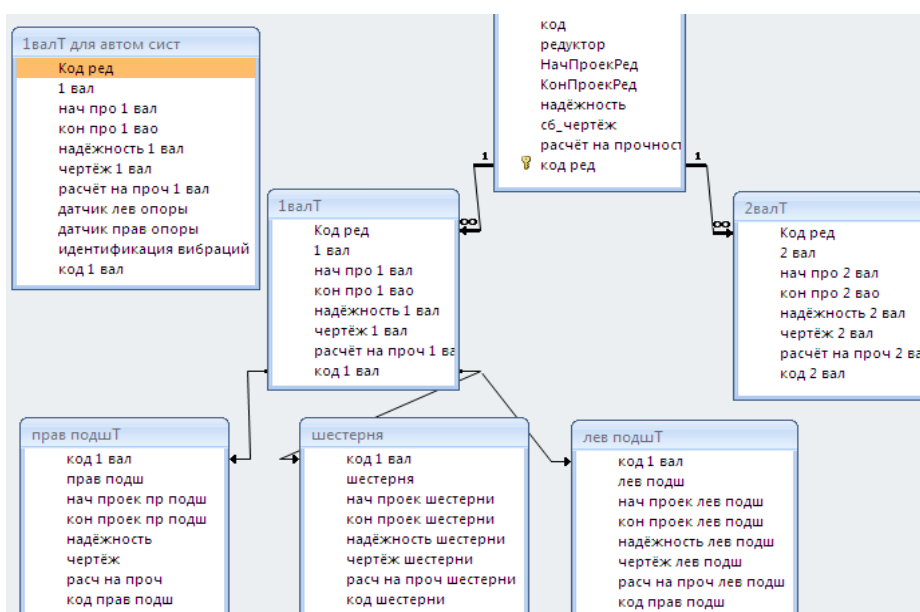 1валТ для автом сист
Код ред
1 вал
нач про 1 вал
кон про 1 вао
надёжность 1 вал
чертёж 1 вал
расчёт на проч 1 вал
датчик лев опоры
датчик прав опоры
идентификация вибраций
код 1 вал
код
редуктор
НачПроекРед
КонПроекРед
надёжность
сб_чертёж
расчёт на прочност
код ред
1
1
∞
∞
1валТ
Код ред
1 вал
нач про 1 вал
кон про 1 вао
надёжность 1 вал
чертёж 1 вал
расчёт на проч 1 ва
код 1 вал
2валТ
Код ред
2 вал
нач про 2 вал
кон про 2 вао
надёжность 2 вал
чертёж 2 вал
расчёт на проч 2 ва
код 2 вал
прав подшТ
код 1 вал
прав подш
нач проек пр подш
кон проек пр подш
надёжность
чертёж
расч на проч
код прав подш
шестерня
код 1 вал
шестерня
нач проек шестерни
кон проек шестерни
надёжность шестерни
чертёж шестерни
расч на проч шестерни
код шестерни
лев подшТ
код 1 вал
лев подш
нач проек лев подш
кон проек лев подш
надёжность лев подш
чертёж лев подш
расч на проч лев подш
код прав подш